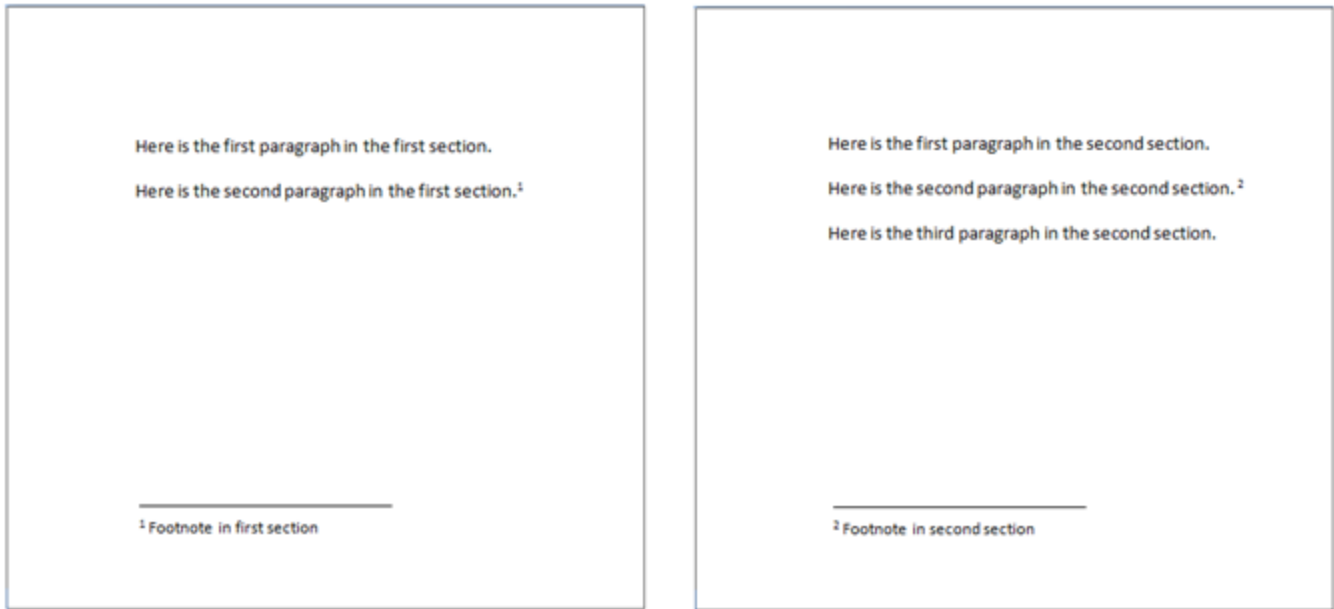 Here is the first paragraph in the first section.
Here is the second paragraph in the first section.¹
¹ Footnote in first section
Here is the first paragraph in the second section.
Here is the second paragraph in the second section. ²
Here is the third paragraph in the second section.
² Footnote in second section